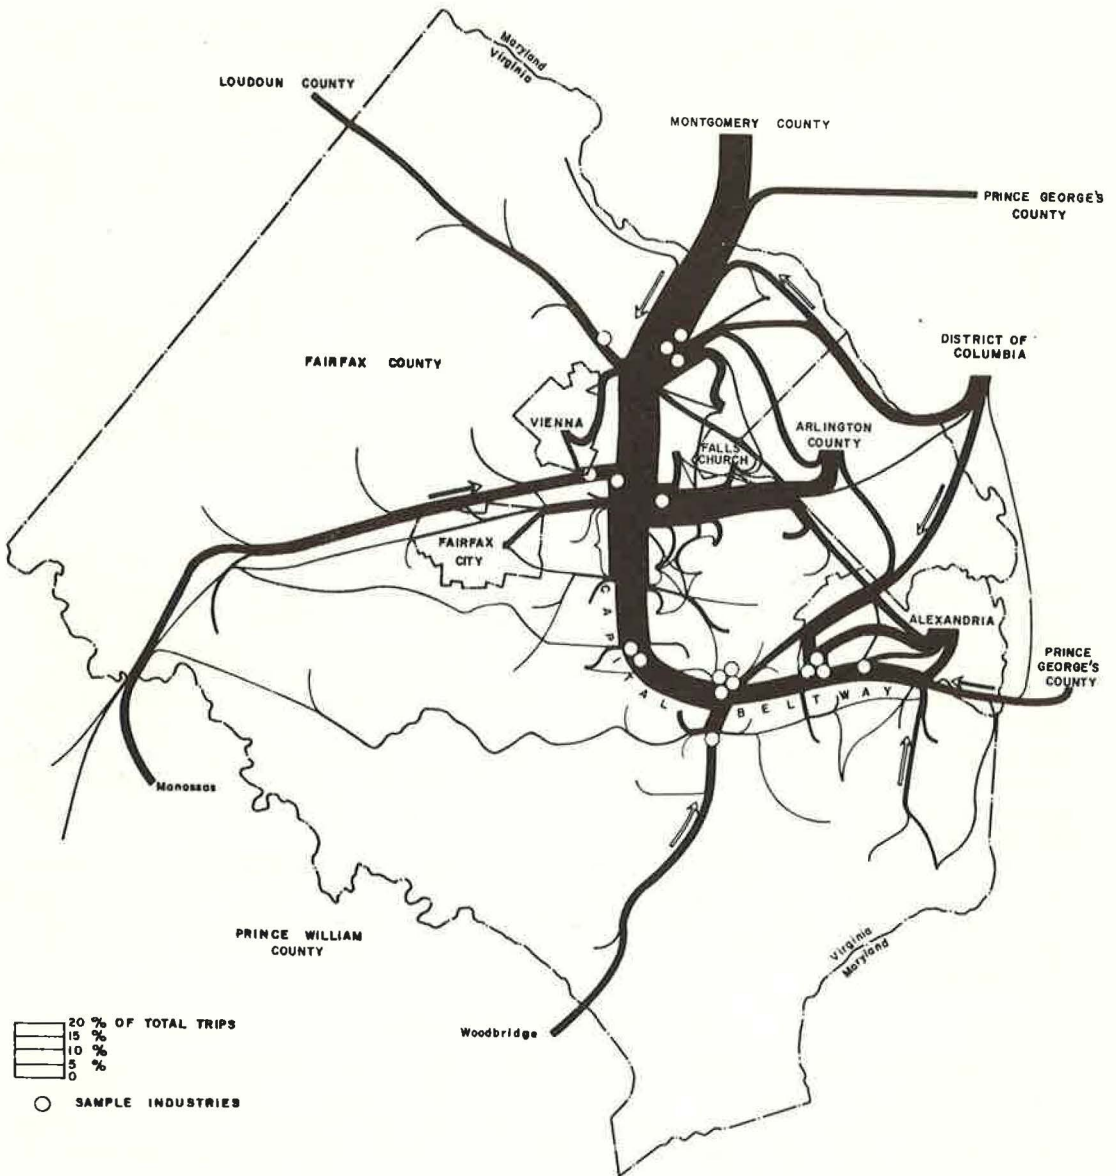 Maryland
Virginia
LOUDOUN COUNTY
MONTGOMERY COUNTY
PRINCE GEORGE'S
COUNTY
DISTRICT OF
COLUMBIA
FAIRFAX COUNTY
VIENNA
ARLINGTON
COUNTY
FALLS
CHURCH
FAIRFAX
CITY
CAPITAL BELTWAY
ALEXANDRIA
PRINCE
GEORGE'S
COUNTY
Manassas
PRINCE WILLIAM
COUNTY
Virginia
Maryland
Woodbridge
20 % OF TOTAL TRIPS
15 %
10 %
5 %
0
SAMPLE INDUSTRIES